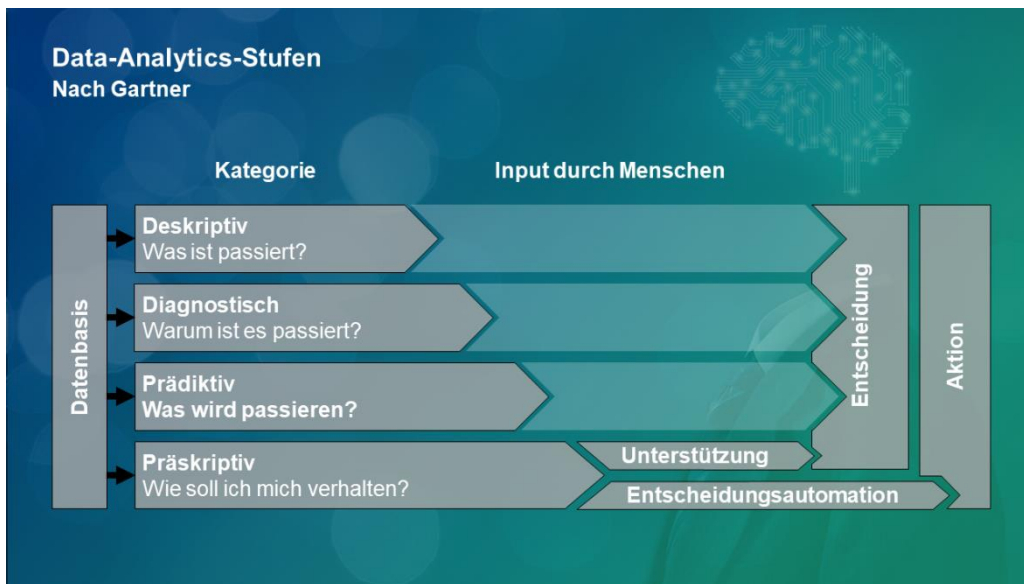 Data-Analytics-Stufen
Nach Gartner
Kategorie
Input durch Menschen
Datenbasis
Deskriptiv
Was ist passiert?
Diagnostisch
Warum ist es passiert?
Prädiktiv
Was wird passieren?
Präskriptiv
Wie soll ich mich verhalten?
Unterstützung
Entscheidungsautomation
Entscheidung
Aktion